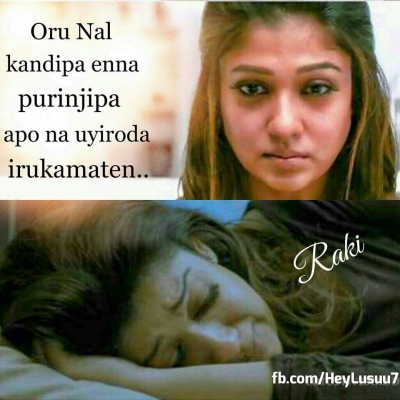 Oru Nal
kandipa enna
purinjipa
apo na uyiroda
irukamaten..
Raki
fb.com/HeyLusuu7